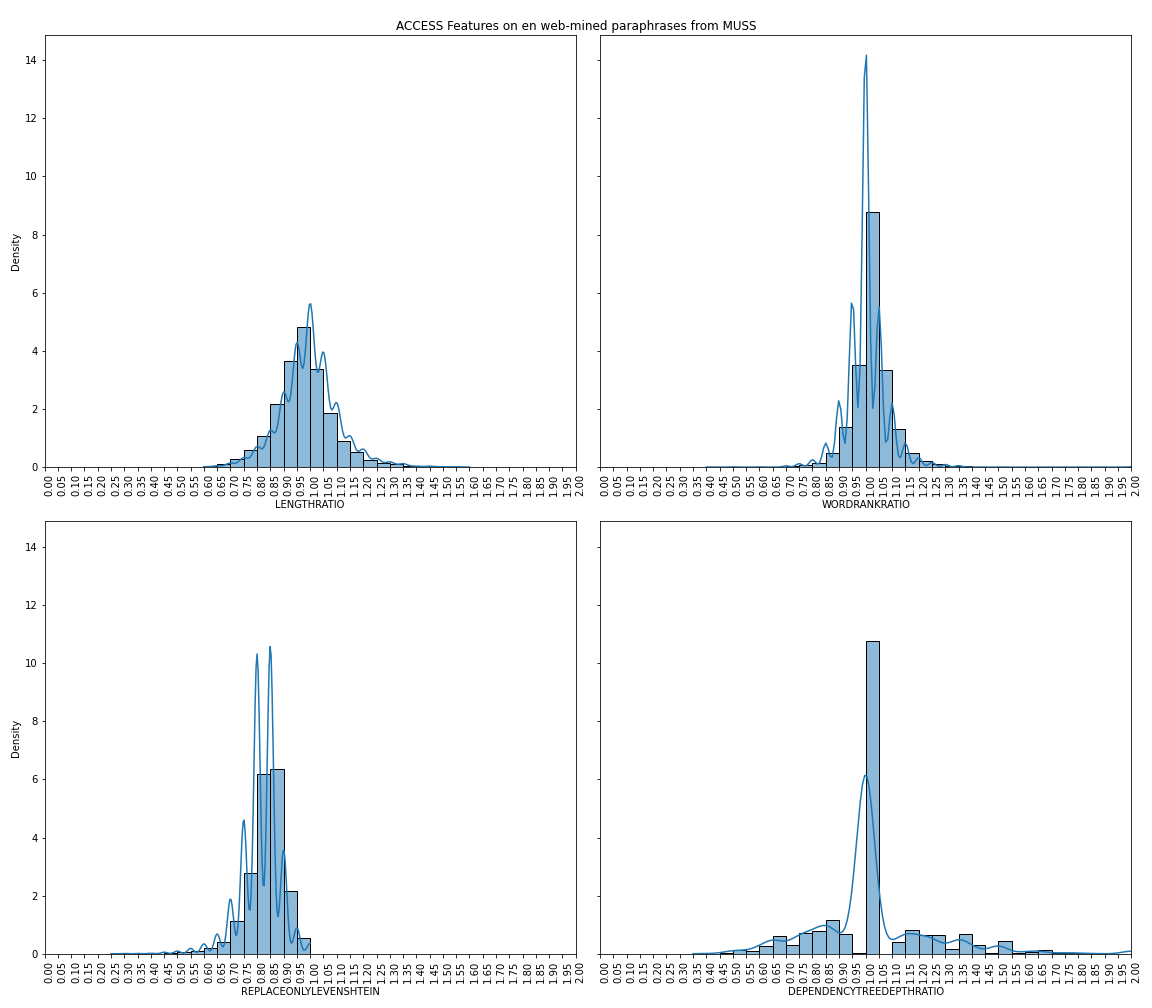 ACCESS Features on en web-mined paraphrases from MUSS
Density
14
12
10
8
6
4
2
0
0.00 0.05 0.10 0.15 0.20 0.25 0.30 0.35 0.40 0.45 0.50 0.55 0.60 0.65 0.70 0.75 0.80 0.85 0.90 0.95 1.00 1.05 1.10 1.15 1.20 1.25 1.30 1.35 1.40 1.45 1.50 1.55 1.60 1.65 1.70 1.75 1.80 1.85 1.90 1.95 2.00
LENGTHRATIO
0.00 0.05 0.10 0.15 0.20 0.25 0.30 0.35 0.40 0.45 0.50 0.55 0.60 0.65 0.70 0.75 0.80 0.85 0.90 0.95 1.00 1.05 1.10 1.15 1.20 1.25 1.30 1.35 1.40 1.45 1.50 1.55 1.60 1.65 1.70 1.75 1.80 1.85 1.90 1.95 2.00
WORDRANKRATIO
Density
14
12
10
8
6
4
2
0
0.00 0.05 0.10 0.15 0.20 0.25 0.30 0.35 0.40 0.45 0.50 0.55 0.60 0.65 0.70 0.75 0.80 0.85 0.90 0.95 1.00 1.05 1.10 1.15 1.20 1.25 1.30 1.35 1.40 1.45 1.50 1.55 1.60 1.65 1.70 1.75 1.80 1.85 1.90 1.95 2.00
REPLACEONLYLEVENSHTEIN
0.00 0.05 0.10 0.15 0.20 0.25 0.30 0.35 0.40 0.45 0.50 0.55 0.60 0.65 0.70 0.75 0.80 0.85 0.90 0.95 1.00 1.05 1.10 1.15 1.20 1.25 1.30 1.35 1.40 1.45 1.50 1.55 1.60 1.65 1.70 1.75 1.80 1.85 1.90 1.95 2.00
DEPENDENCYTREEDEPTHRATIO